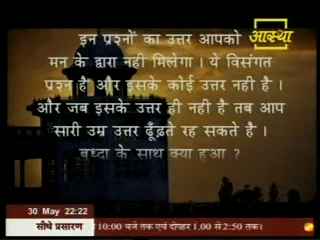 इन प्रश्नों का उत्तर आपको
आस्था
मन के द्वारा नही मिलेगा । ये विसंगत
प्रश्न है और इसके कोई उत्तर नही है ।
और जब इसके उत्तर ही नही है तब आप
सारी उम्र उत्तर ढूँढ़ते रह सकते है ।
बुध्दा के साथ क्या हुआ ?
30 May 22:22
सीधे प्रसारण
10:00 बजे तक एवं दोपहर 1.00 से 2:50 तक।